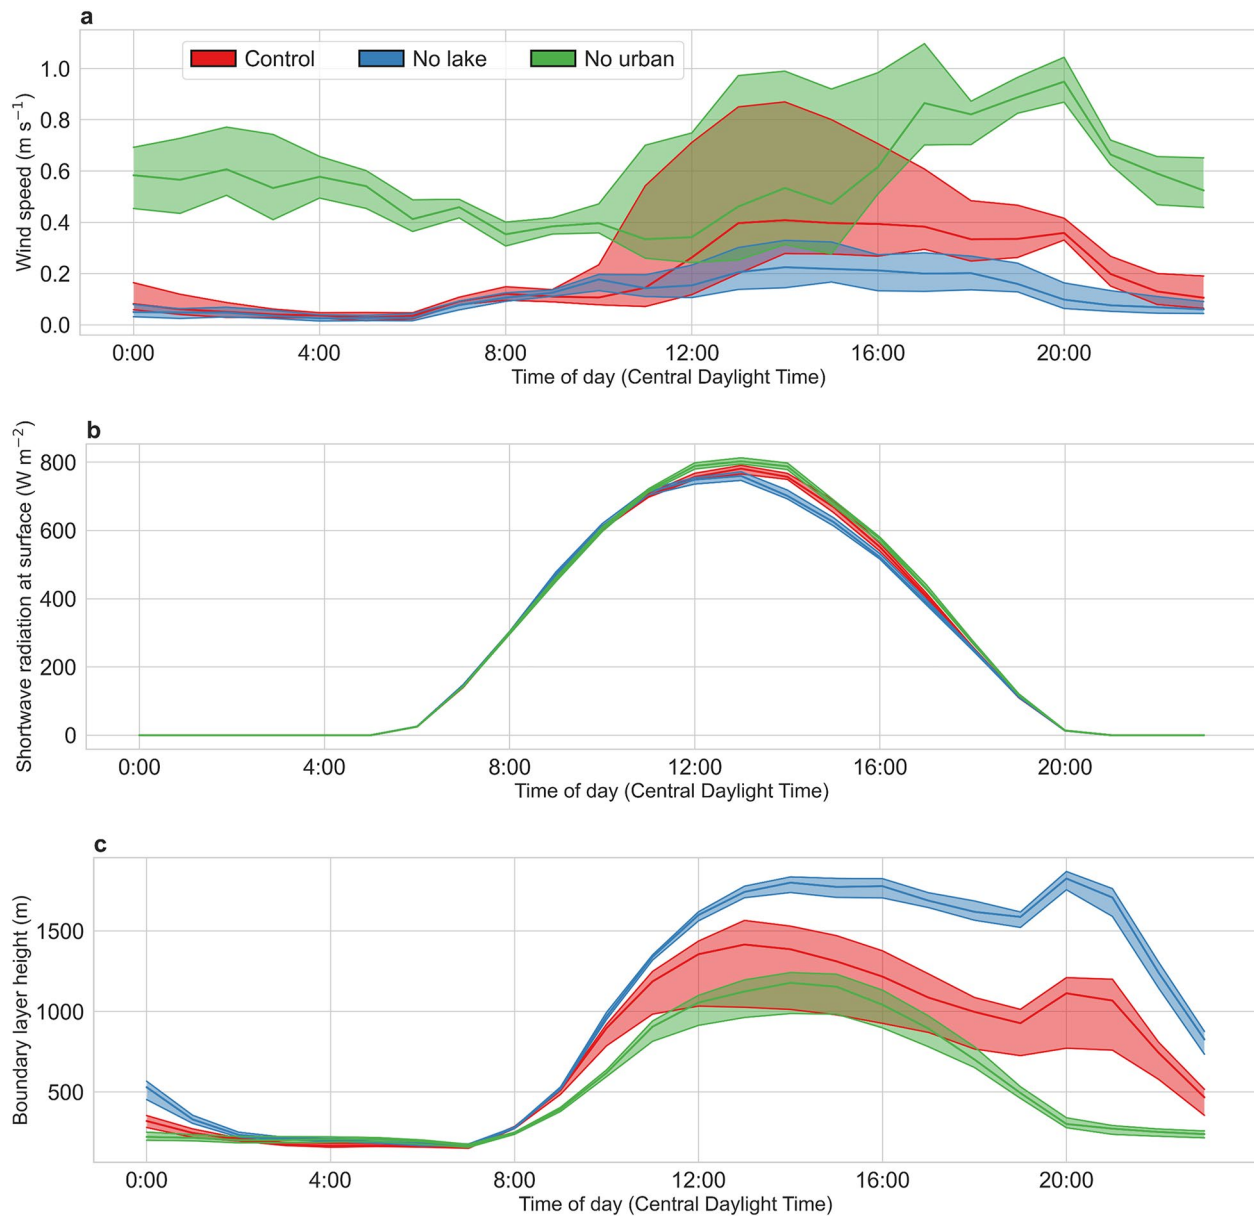 a
Control No lake No urban
Wind speed (m s⁻¹)
1.0
0.8
0.6
0.4
0.2
0.0
0:00 4:00 8:00 12:00 16:00 20:00
Time of day (Central Daylight Time)
b
Shortwave radiation at surface (W m⁻²)
800
600
400
200
0
0:00 4:00 8:00 12:00 16:00 20:00
Time of day (Central Daylight Time)
c
Boundary layer height (m)
1500
1000
500
0:00 4:00 8:00 12:00 16:00 20:00
Time of day (Central Daylight Time)